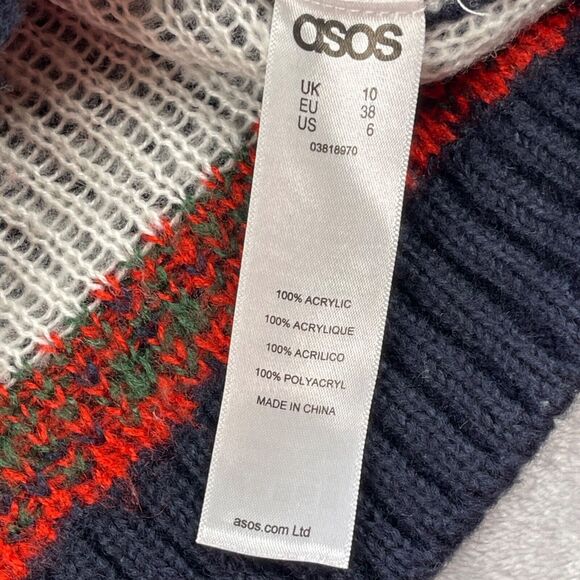 asos
UK 10
EU 38
US 6
03818970
100% ACRYLIC
100% ACRYLIQUE
100% ACRILICO
100% POLYACRYL
MADE IN CHINA
asos.com Ltd